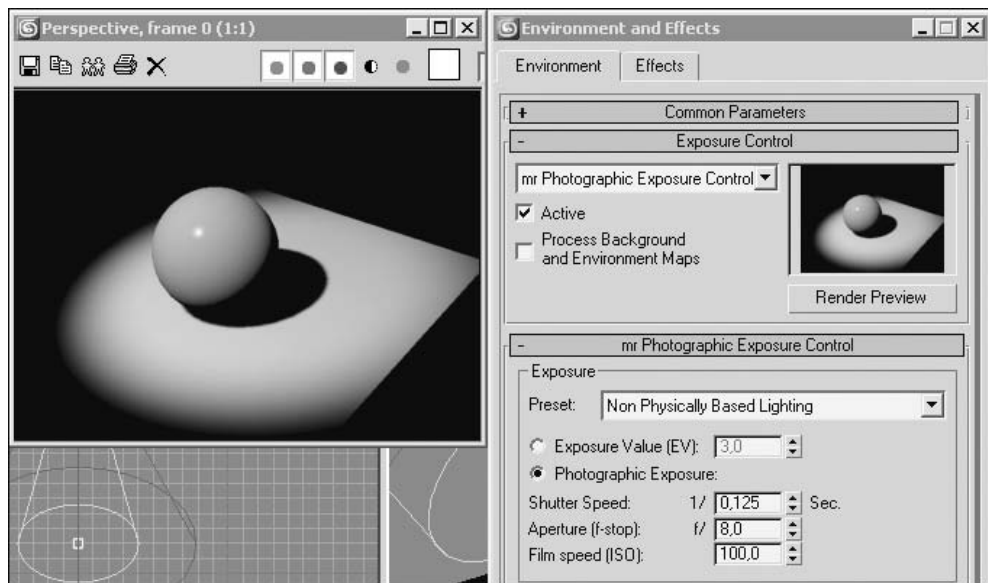 Perspective, frame 0 (1:1)
Environment and Effects
Environment
Effects
+ Common Parameters
- Exposure Control
mr Photographic Exposure Control
Active
Process Background
and Environment Maps
Render Preview
- mr Photographic Exposure Control
Exposure
Preset: Non Physically Based Lighting
Exposure Value (EV): 3,0
Photographic Exposure:
Shutter Speed: 1/ 0,125 Sec.
Aperture (f-stop): f/ 8,0
Film speed (ISO): 100,0